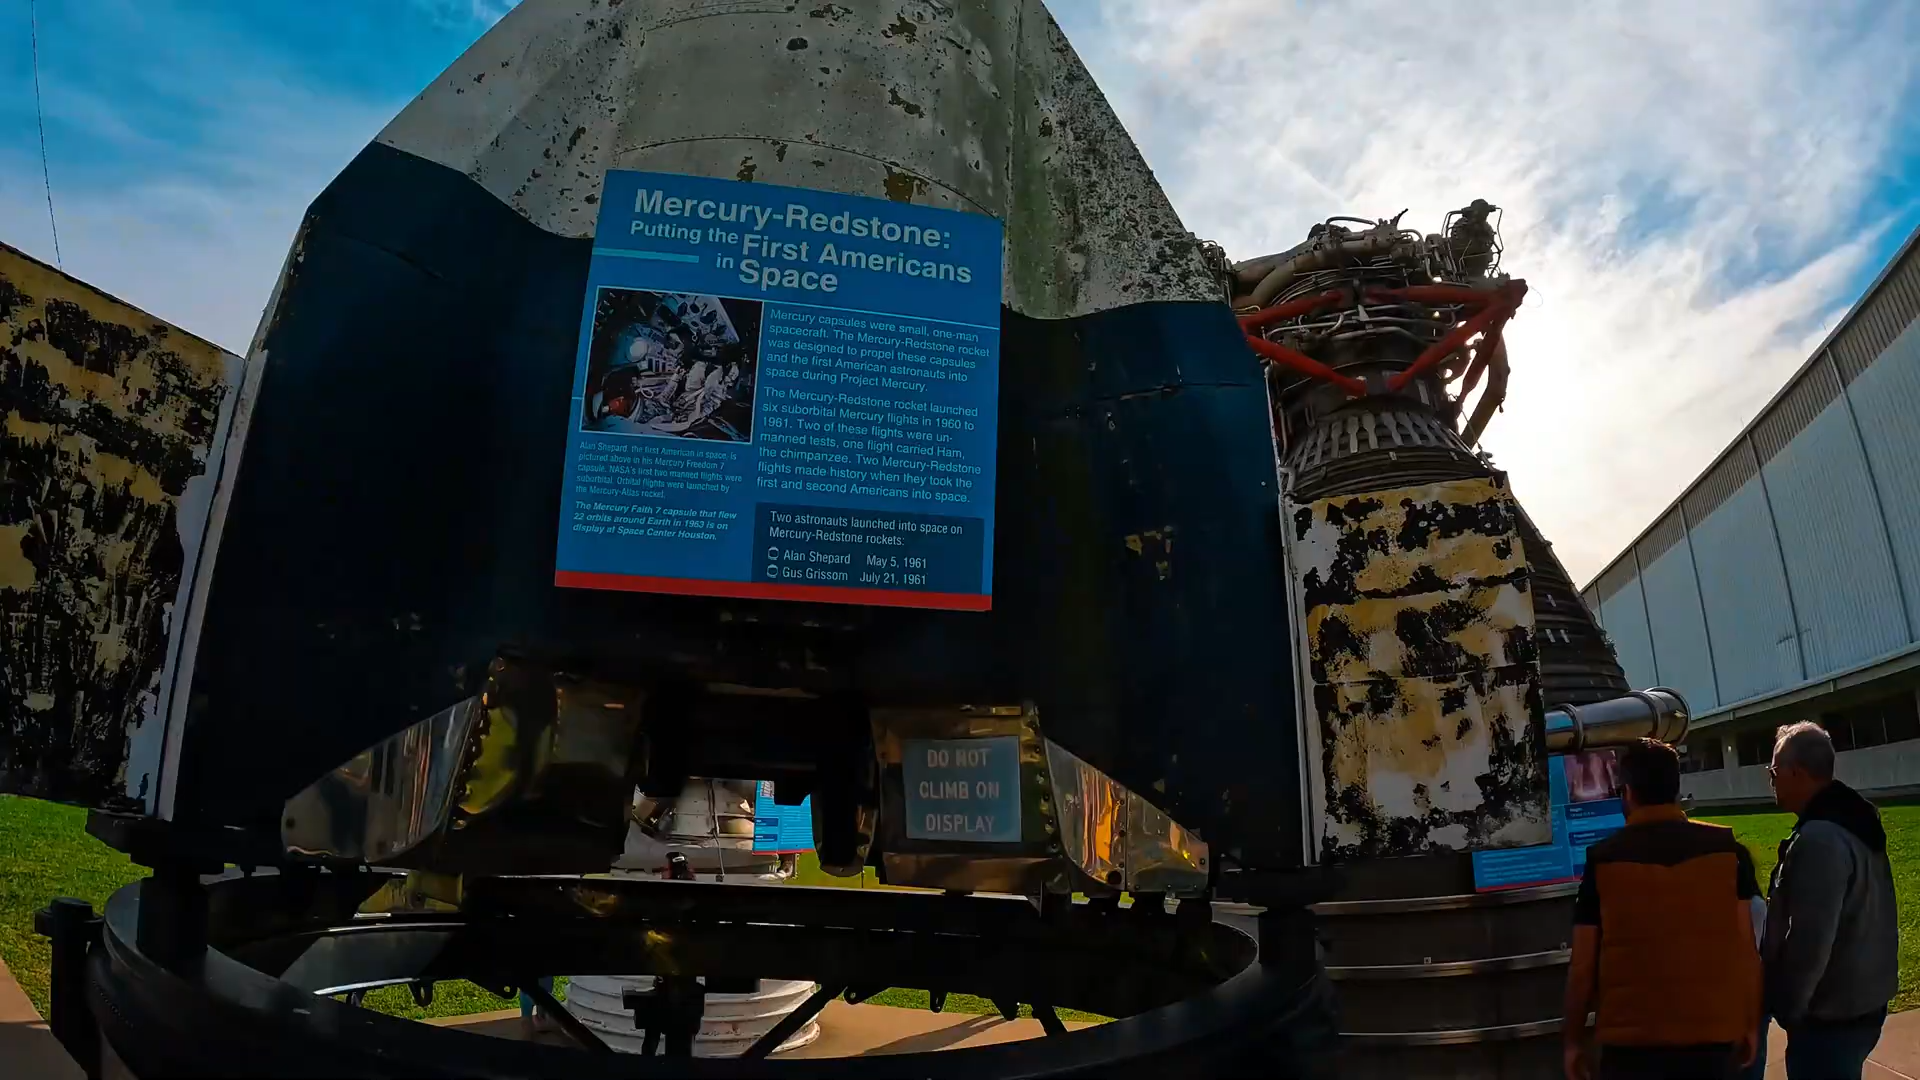 Mercury-Redstone:
Putting the First Americans
in Space
Mercury capsules were small, one-man
spacecraft. The Mercury-Redstone rocket
was designed to propel these capsules
and the first American astronauts into
space during Project Mercury.
The Mercury-Redstone rocket launched
six suborbital Mercury flights in 1960 to
1961. Two of these flights were un-
manned tests, one flight carried Ham,
the chimpanzee. Two Mercury-Redstone
flights made history when they took the
first and second Americans into space.
Alan Shepard, the first American in space, is
pictured above in his Mercury Freedom 7
capsule. NASA's first two manned flights were
suborbital. Orbital flights were launched by
the Mercury-Atlas rocket.
The Mercury Faith 7 capsule that flew
22 orbits around Earth in 1963 is on
display at Space Center Houston.
Two astronauts launched into space on
Mercury-Redstone rockets:
Alan Shepard May 5, 1961
Gus Grissom July 21, 1961
DO NOT
CLIMB ON
DISPLAY